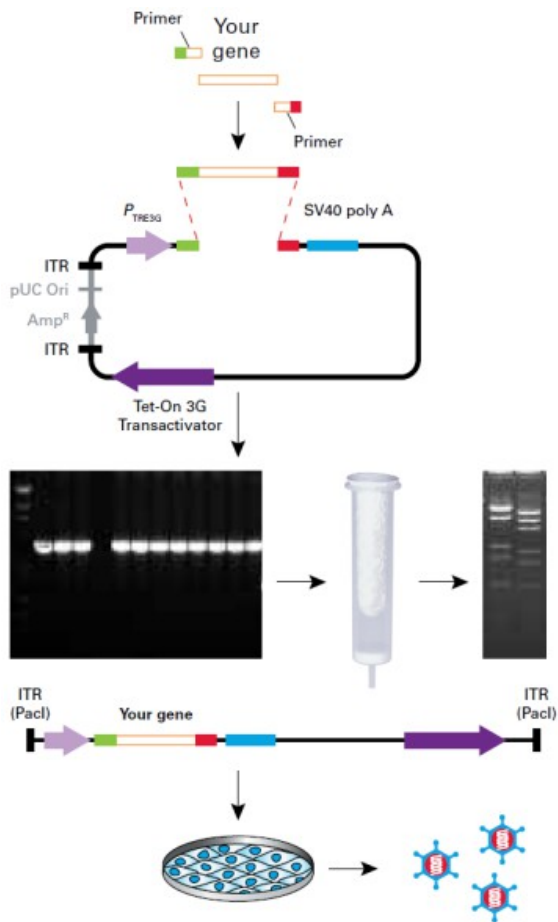 Primer
Your
gene
Primer
P TRE3G
SV40 poly A
ITR
pUC Ori
Amp R
ITR
Tet-On 3G
Transactivator
ITR
(PacI)
Your gene
ITR
(PacI)